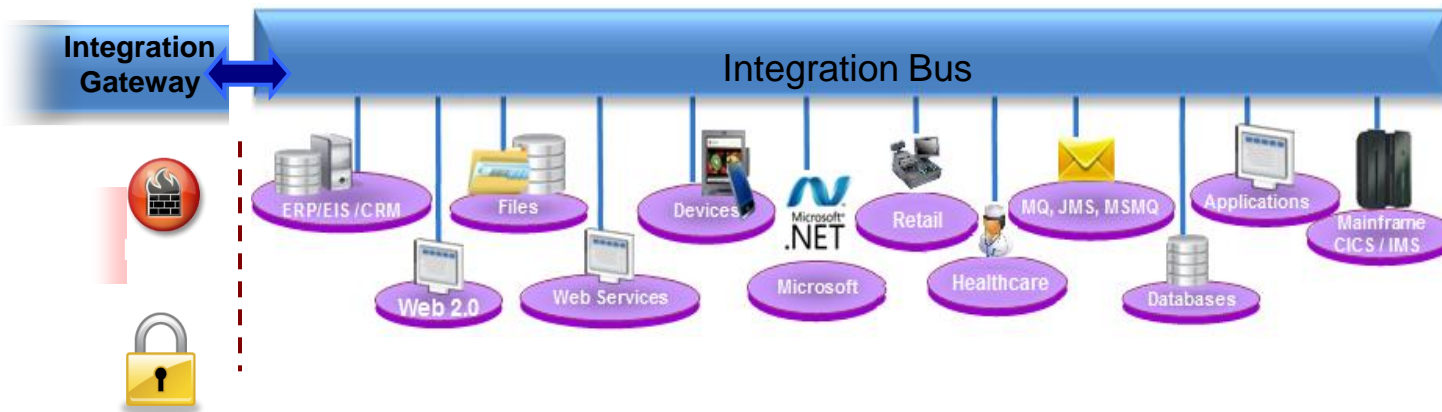 Integration
Gateway
Integration Bus
ERP/EIS /CRM
Files
Devices
Microsoft®
.NET
Retail
MQ, JMS, MSMQ
Applications
Mainframe
CICS / IMS
Web 2.0
Web Services
Microsoft
Healthcare
Databases